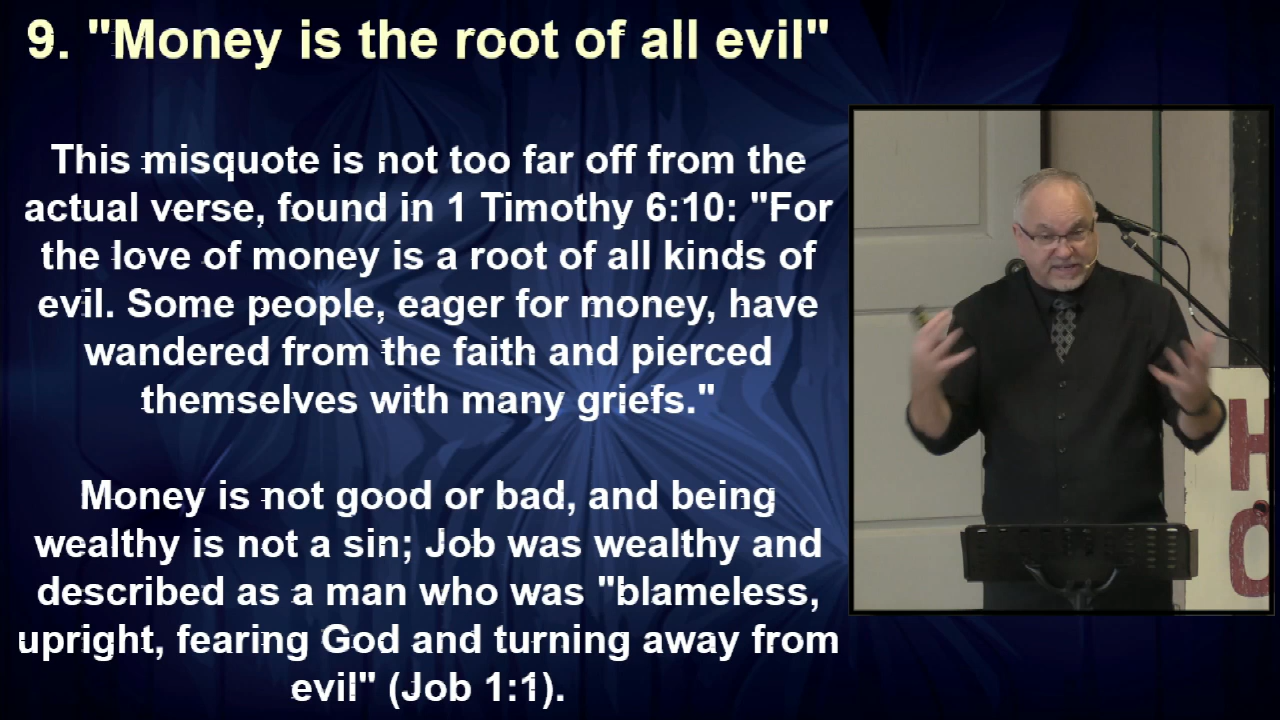 9. "Money is the root of all evil"
This misquote is not too far off from the
actual verse, found in 1 Timothy 6:10: "For
the love of money is a root of all kinds of
evil. Some people, eager for money, have
wandered from the faith and pierced
themselves with many griefs."
Money is not good or bad, and being
wealthy is not a sin; Job was wealthy and
described as a man who was "blameless,
upright, fearing God and turning away from
evil" (Job 1:1).
H
O